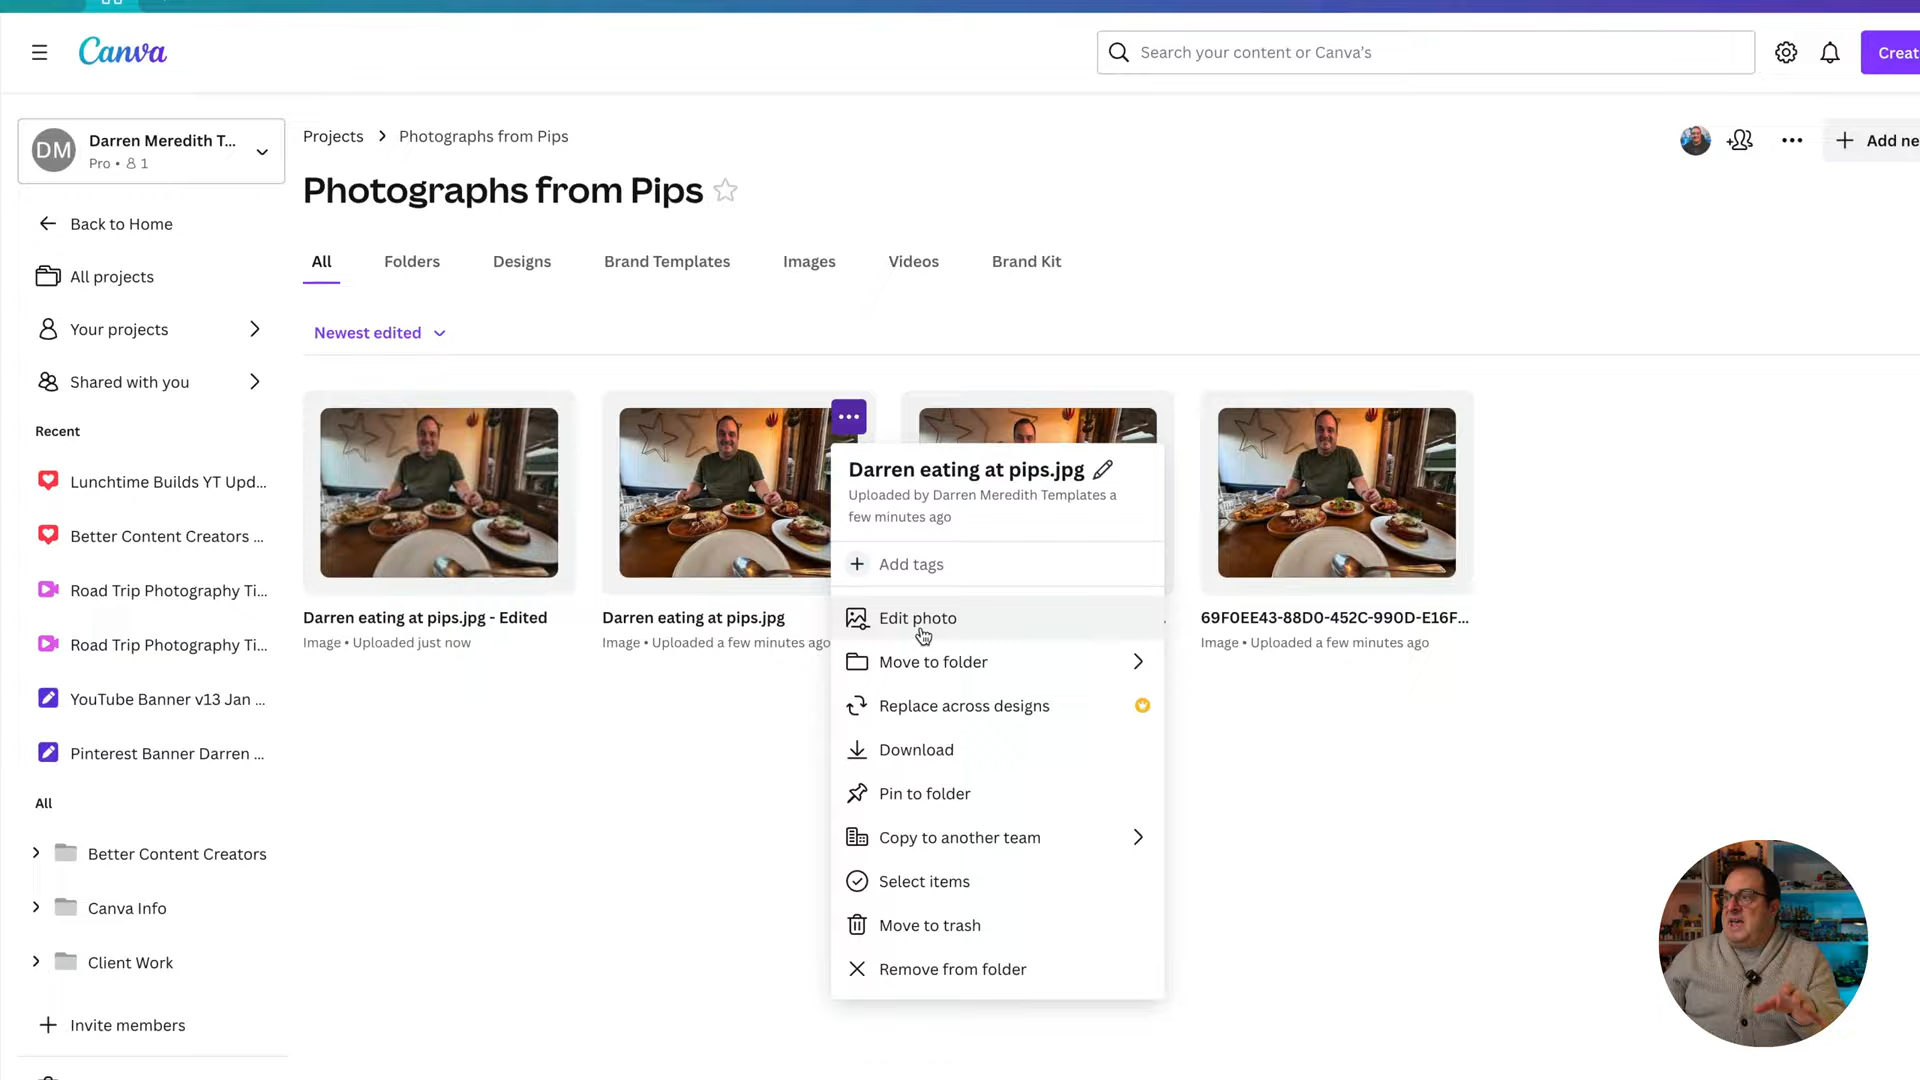 Canva
Search your content or Canva's
Creat
DM
Darren Meredith T...
Pro • 1
Projects > Photographs from Pips
Add ne
Photographs from Pips
Back to Home
All projects
Your projects
Shared with you
All
Folders
Designs
Brand Templates
Images
Videos
Brand Kit
Newest edited
Recent
Lunchtime Builds YT Upd...
Better Content Creators ...
Road Trip Photography Ti...
Road Trip Photography Ti...
YouTube Banner v13 Jan ...
Pinterest Banner Darren ...
All
Better Content Creators
Canva Info
Client Work
Invite members
Darren eating at pips.jpg - Edited
Image • Uploaded just now
Darren eating at pips.jpg
Image • Uploaded a few minutes ago
69F0EE43-88D0-452C-990D-E16F...
Image • Uploaded a few minutes ago
Darren eating at pips.jpg
Uploaded by Darren Meredith Templates a
few minutes ago
Add tags
Edit photo
Move to folder
Replace across designs
Download
Pin to folder
Copy to another team
Select items
Move to trash
Remove from folder